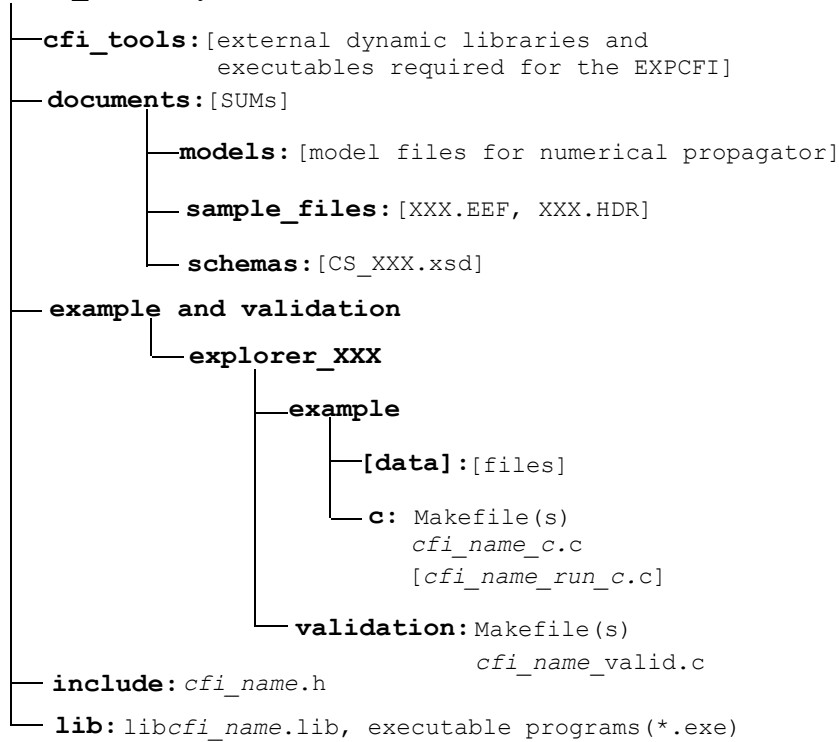 cfi_tools: [external dynamic libraries and
executables required for the EXPCFI]
documents: [SUMs]
models: [model files for numerical propagator]
sample_files: [XXX.EEF, XXX.HDR]
schemas: [CS_XXX.xsd]
example and validation
explorer_XXX
example
[data]: [files]
c: Makefile(s)
cfi_name_c.c
[cfi_name_run_c.c]
validation: Makefile(s)
cfi_name_valid.c
include: cfi_name.h
lib: libcfi_name.lib, executable programs(*.exe)